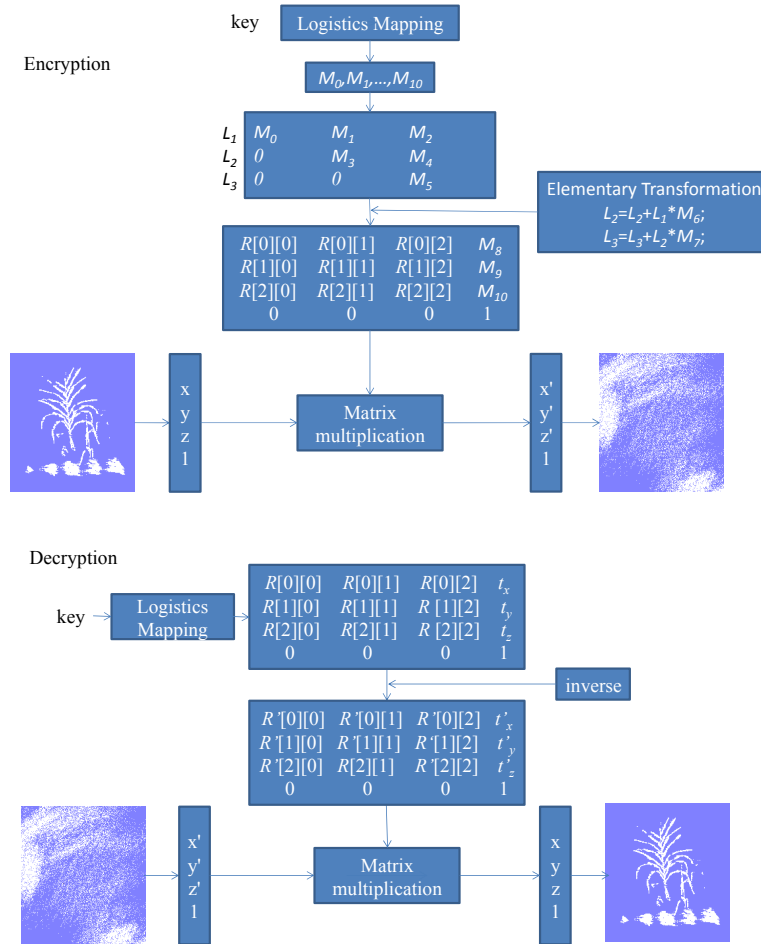 key
Logistics Mapping
Encryption
M0,M1,...,M10
L1 M0 M1 M2
L2 0 M3 M4
L3 0 0 M5
Elementary Transformation
L2=L2+L1*M6;
L3=L3+L2*M7;
R[0][0] R[0][1] R[0][2] M8
R[1][0] R[1][1] R[1][2] M9
R[2][0] R[2][1] R[2][2] M10
0 0 0 1
x
y
z
1
Matrix
multiplication
x'
y'
z'
1
Decryption
key
Logistics
Mapping
R[0][0] R[0][1] R[0][2] tx
R[1][0] R[1][1] R [1][2] ty
R[2][0] R[2][1] R [2][2] tz
0 0 0 1
inverse
R'[0][0] R'[0][1] R'[0][2] t'x
R'[1][0] R'[1][1] R‘[1][2] t'y
R'[2][0] R[2][1] R'[2][2] t'z
0 0 0 1
x'
y'
z'
1
Matrix
multiplication
x
y
z
1